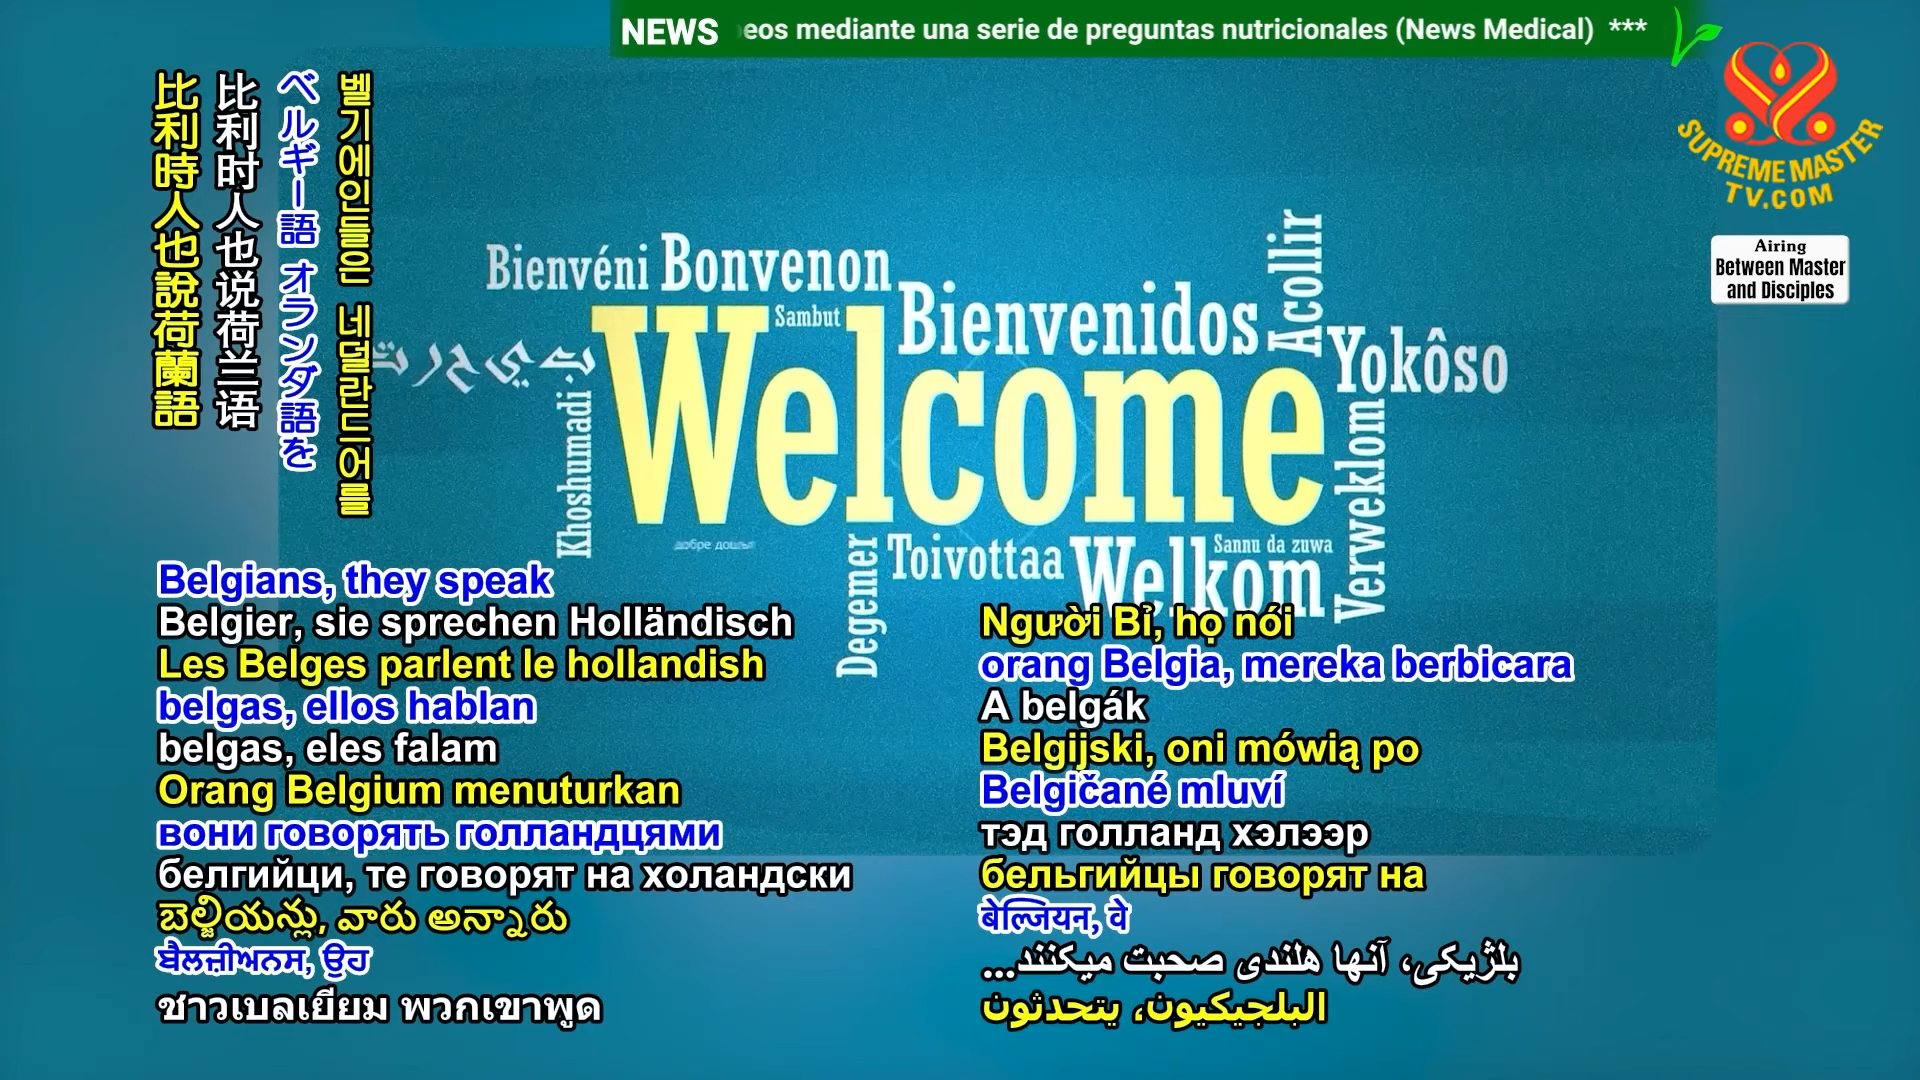 NEWS
peos mediante una serie de preguntas nutricionales (News Medical) ***
SUPREME MASTER
TV.COM
Airing
Between Master
and Disciples
벨기에인들은 네덜란드어를
ベルギー語 オランダ語を
比利时人也说荷兰语
比利時人也說荷蘭語
Bienvéni
Bonvenon
Sambut
Bienvenidos
Acollir
Yokôso
Welcome
Khoshumadi
добре дошъл
Degemer
Toivottaa
Welkom
Sannu da zuwa
Verweklom
Belgians, they speak
Belgier, sie sprechen Holländisch
Les Belges parlent le hollandish
belgas, ellos hablan
belgas, eles falam
Orang Belgium menuturkan
вони говорять голландцями
белгийци, те говорят на холандски
బెల్జియన్లు, వారు అన్నారు
ਬੈਲਜ਼ੀਅਨਸ, ਉਹ
ชาวเบลเยียม พวกเขาพูด
Người Bỉ, họ nói
orang Belgia, mereka berbicara
A belgák
Belgijski, oni mówią po
Belgičané mluví
тэд голланд хэлээр
бельгийцы говорят на
बेल्जियन, वे
بلژیکی، آنها هلندی صحبت میکنند...
البلجيكيون، يتحدثون